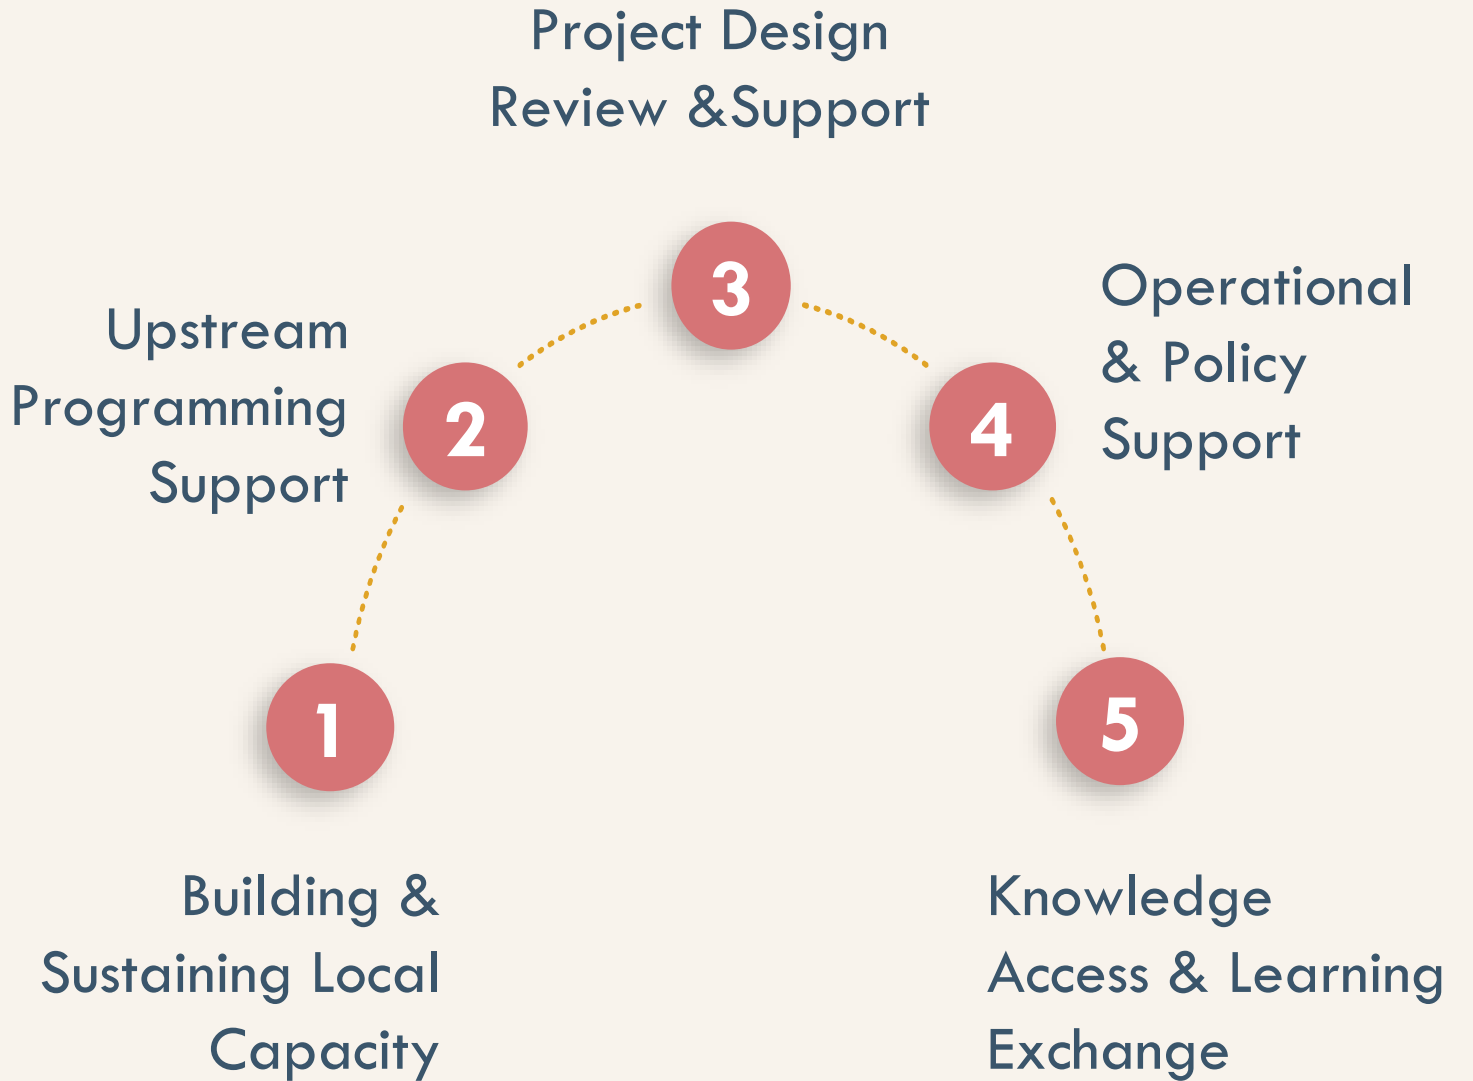 Project Design
Review &Support
3
Upstream
Programming
Support
2
Operational
& Policy
Support
4
1
5
Building &
Sustaining Local
Capacity
Knowledge
Access & Learning
Exchange